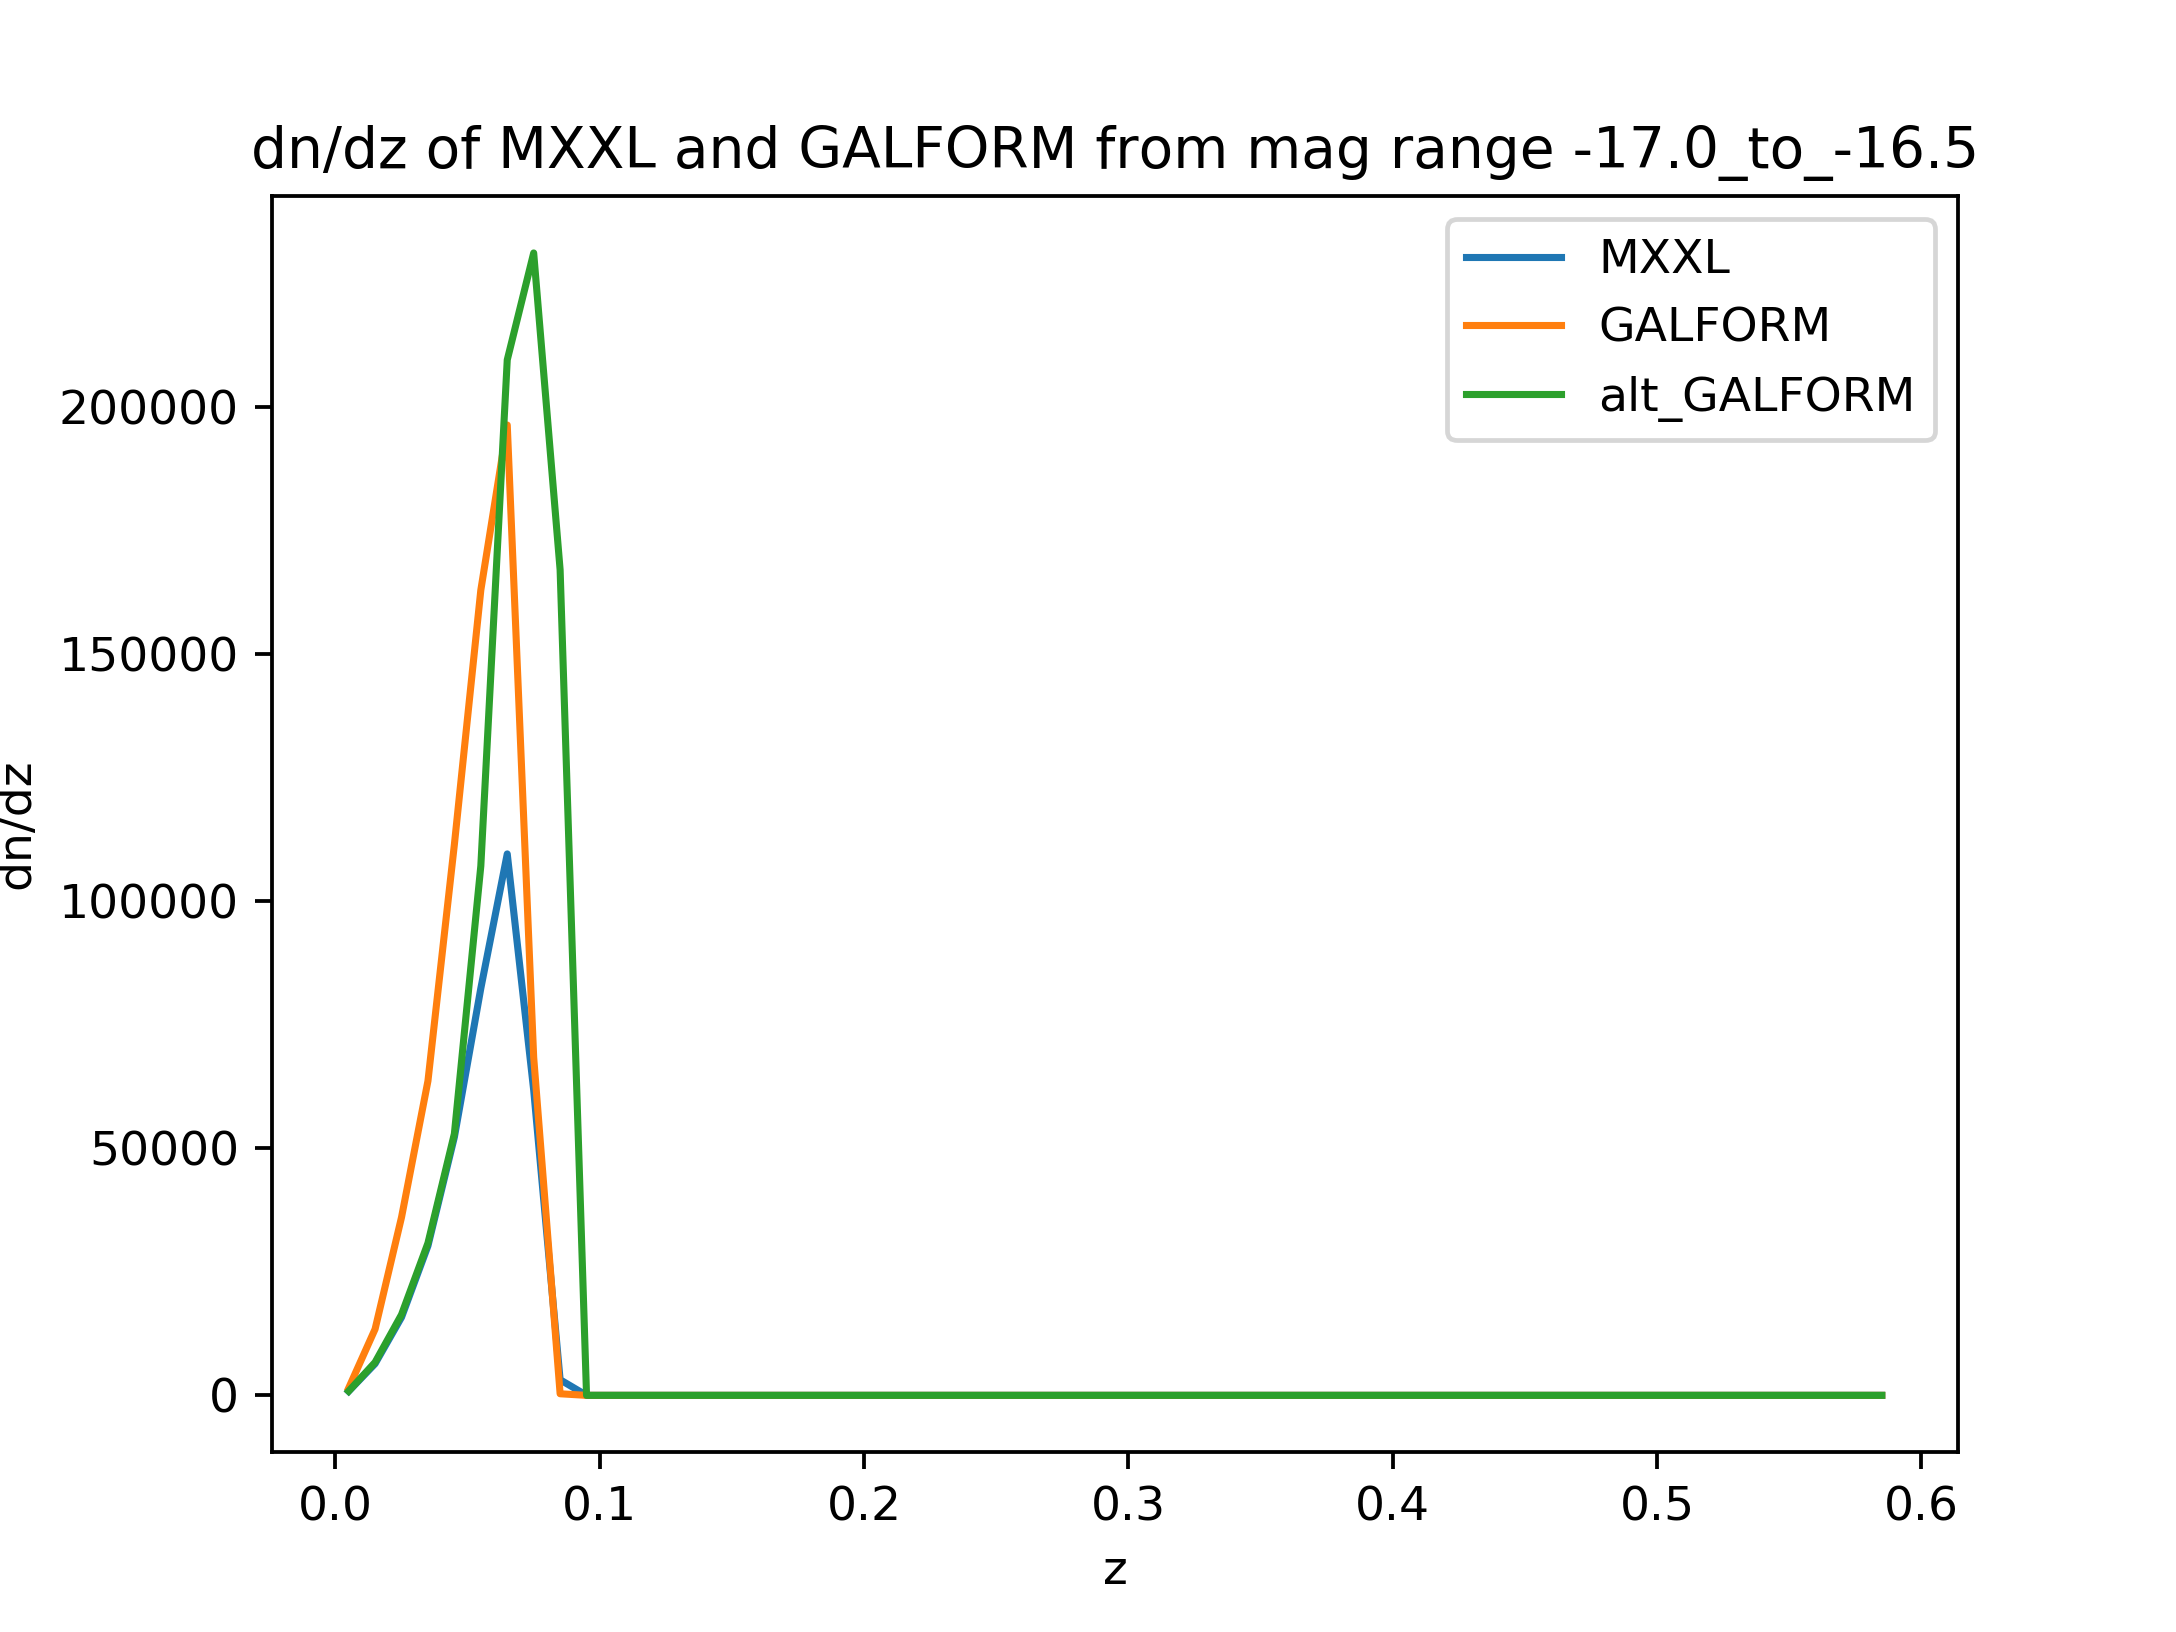 dn/dz of MXXL and GALFORM from mag range -17.0_to_-16.5
MXXL
GALFORM
alt_GALFORM
200000
150000
100000
50000
0
dn/dz
0.0 0.1 0.2 0.3 0.4 0.5 0.6
z